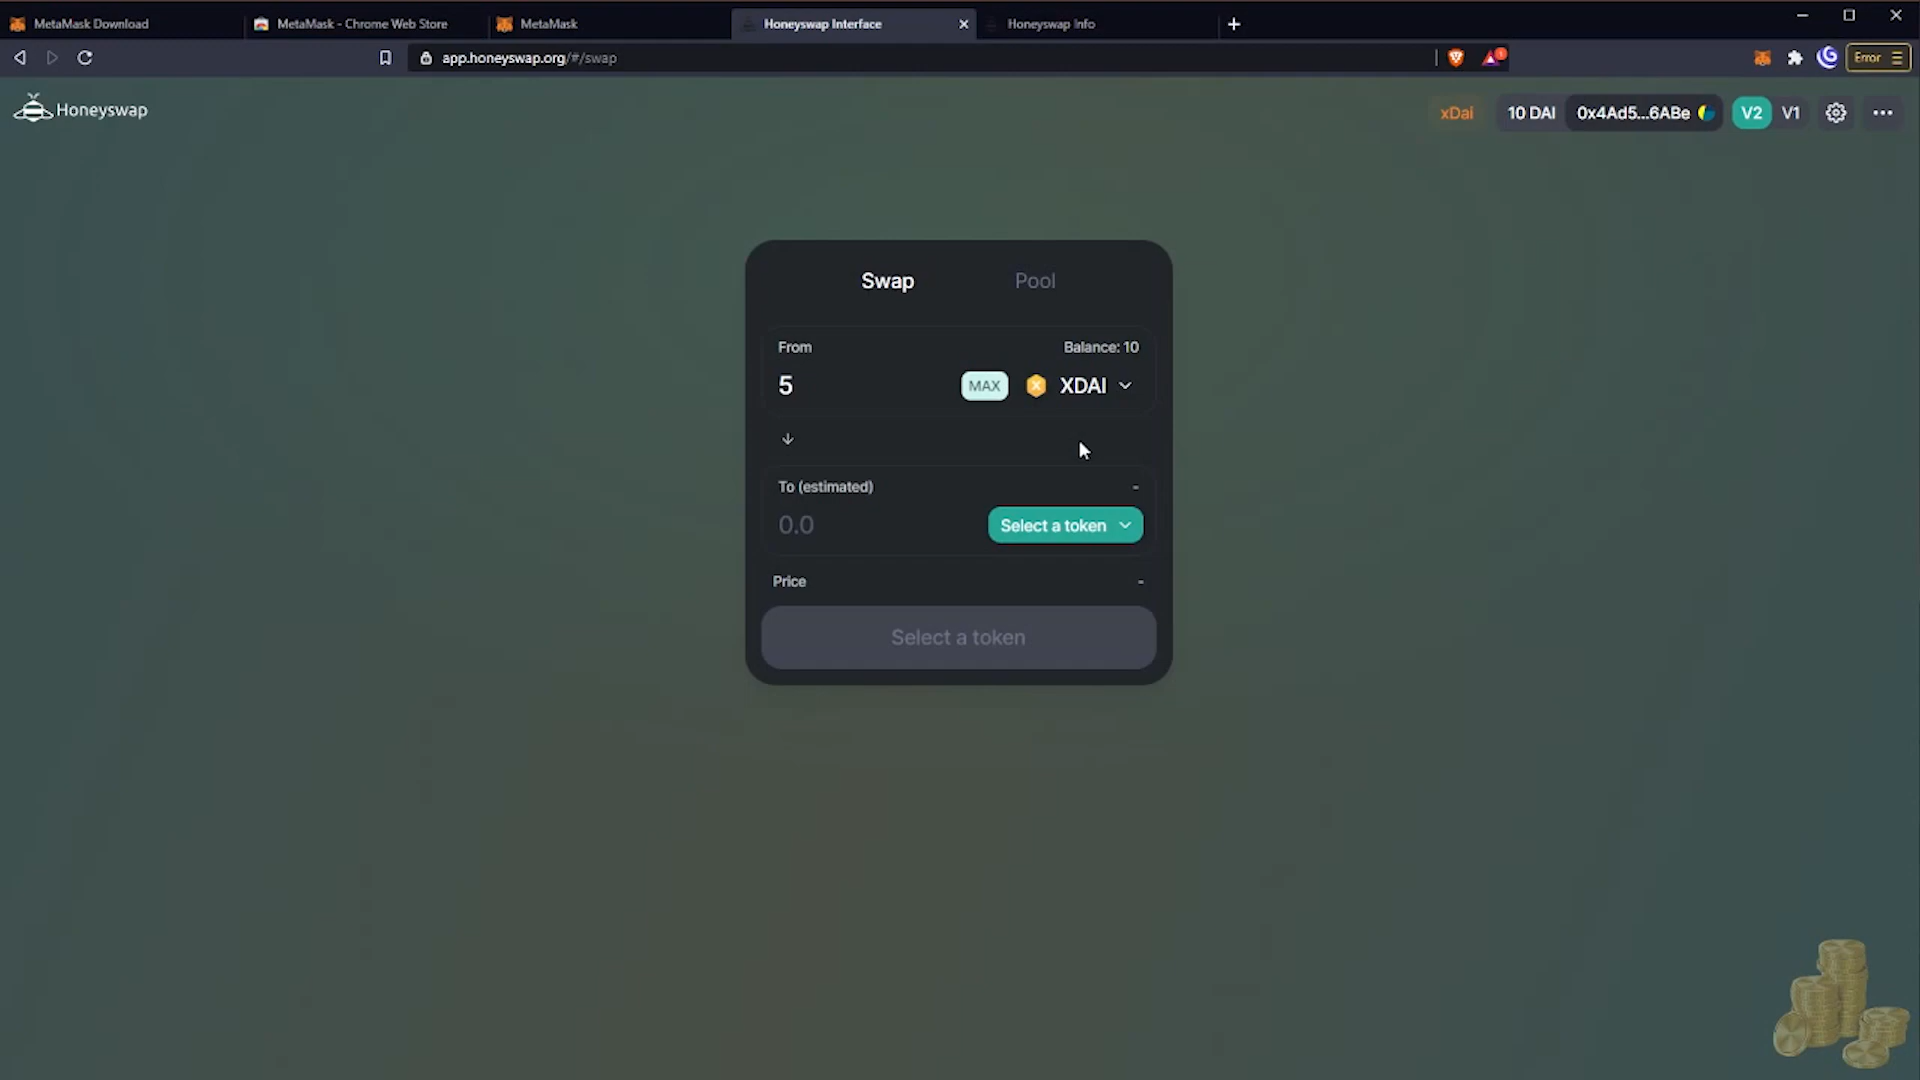 MetaMask Download
MetaMask - Chrome Web Store
MetaMask
Honeyswap Interface
Honeyswap Info
app.honeyswap.org/#/swap
1
Error
Honeyswap
xDai
10 DAI
0x4Ad5...6ABe
V2
V1
Swap
Pool
From
Balance: 10
5
MAX
XDAI
To (estimated)
-
0.0
Select a token
Price
-
Select a token